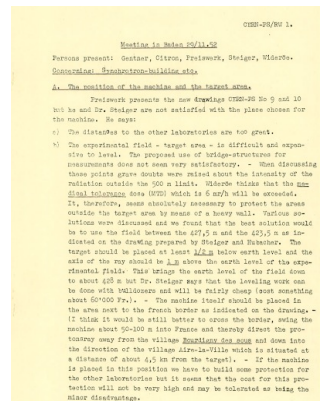 CERN-PS/RW 1.
Meeting in Baden 29/11.52
Persons present: Gentner, Citron, Preiswerk, Steiger, Wideröe.
Concerning: Synchrotron-building etc.
A. The position of the machine and the target area.
Preiswerk presents the new drawings CERN-PS No 9 and 10
but he and Dr. Steiger are not satisfied with the place chosen for
the machine. He says:
a) The distances to the other laboratories are too great.
b) The experimental field - target area - is difficult and expen-
sive to level. The proposed use of bridge-structures for
measurements does not seem very satisfactory. - When discussing
these points grave doubts were raised about the intensity of the
radiation outside the 500 m limit. Wideröe thinks that the me-
dical tolerance dose (MTD) which is 6 mr/h will be exceeded.
It, therefore, seems absolutely necessary to protect the areas
outside the target area by means of a heavy wall. Various so-
lutions were discussed and we found that the best solution would
be to use the field between the 427,5 m and the 423,5 m as in-
dicated on the drawing prepared by Steiger and Hubacher. The
target should be placed at least 1/2 m below earth level and the
axis of the ray should be 1 m above the earth level of the expe-
rimental field. This brings the earth level of the field down
to about 426 m but Dr. Steiger says that the leveling work can
be done with bulldozers and will be fairly cheap (cost something
about 60'000 Fr.). - The machine itself should be placed in
the area next to the French border as indicated on the drawing. -
(I think it would be still better to cross the border, swing the
machine about 50-100 m into France and thereby direct the pro-
tonsray away from the village Bourdigny des sous and down into
the direction of the village Aire-la-Ville which is situated at
a distance of about 4,5 km from the target). - If the machine
is placed in this position we have to build some protection for
the other laboratories but it seems that the cost for this pro-
tection will not be very high and may be tolerated as being the
minor disadvantage.